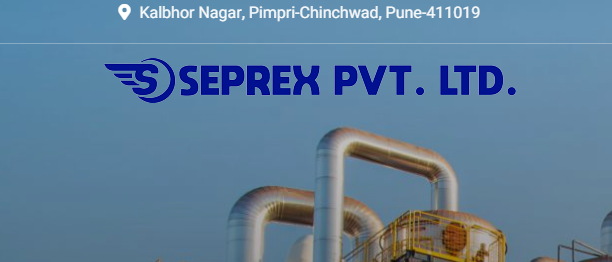 Kalbhor Nagar, Pimpri-Chinchwad, Pune-411019
SEPREX PVT. LTD.